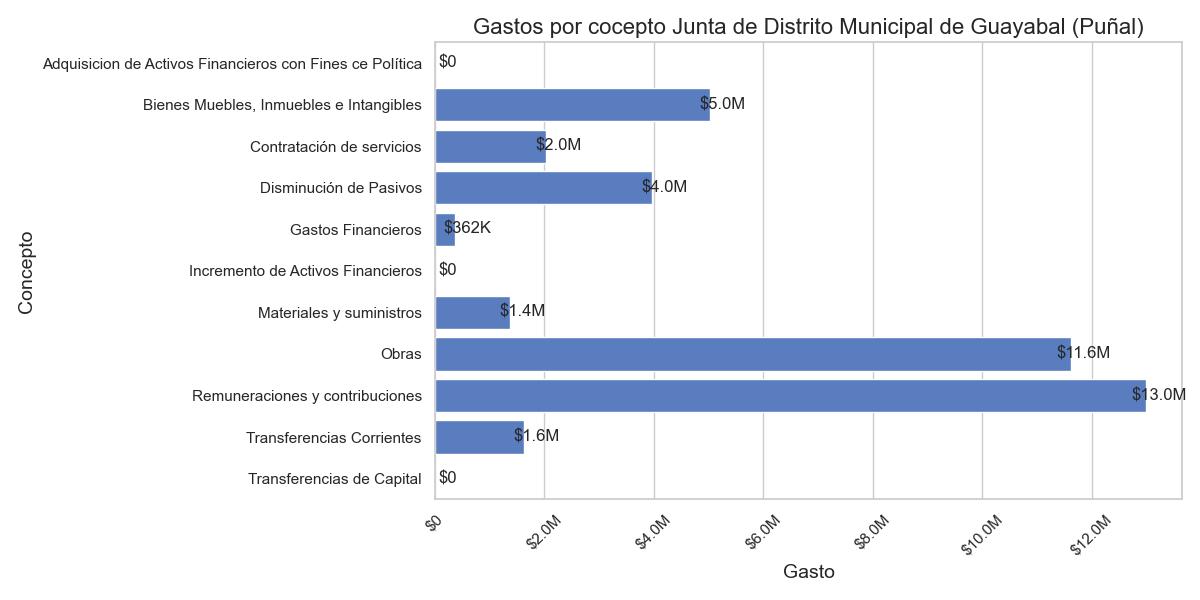 Gastos por cocepto Junta de Distrito Municipal de Guayabal (Puñal)
Concepto
Adquisicion de Activos Financieros con Fines ce Política $0
Bienes Muebles, Inmuebles e Intangibles $5.0M
Contratación de servicios $2.0M
Disminución de Pasivos $4.0M
Gastos Financieros $362K
Incremento de Activos Financieros $0
Materiales y suministros $1.4M
Obras $11.6M
Remuneraciones y contribuciones $13.0M
Transferencias Corrientes $1.6M
Transferencias de Capital $0
$0 $2.0M $4.0M $6.0M $8.0M $10.0M $12.0M
Gasto